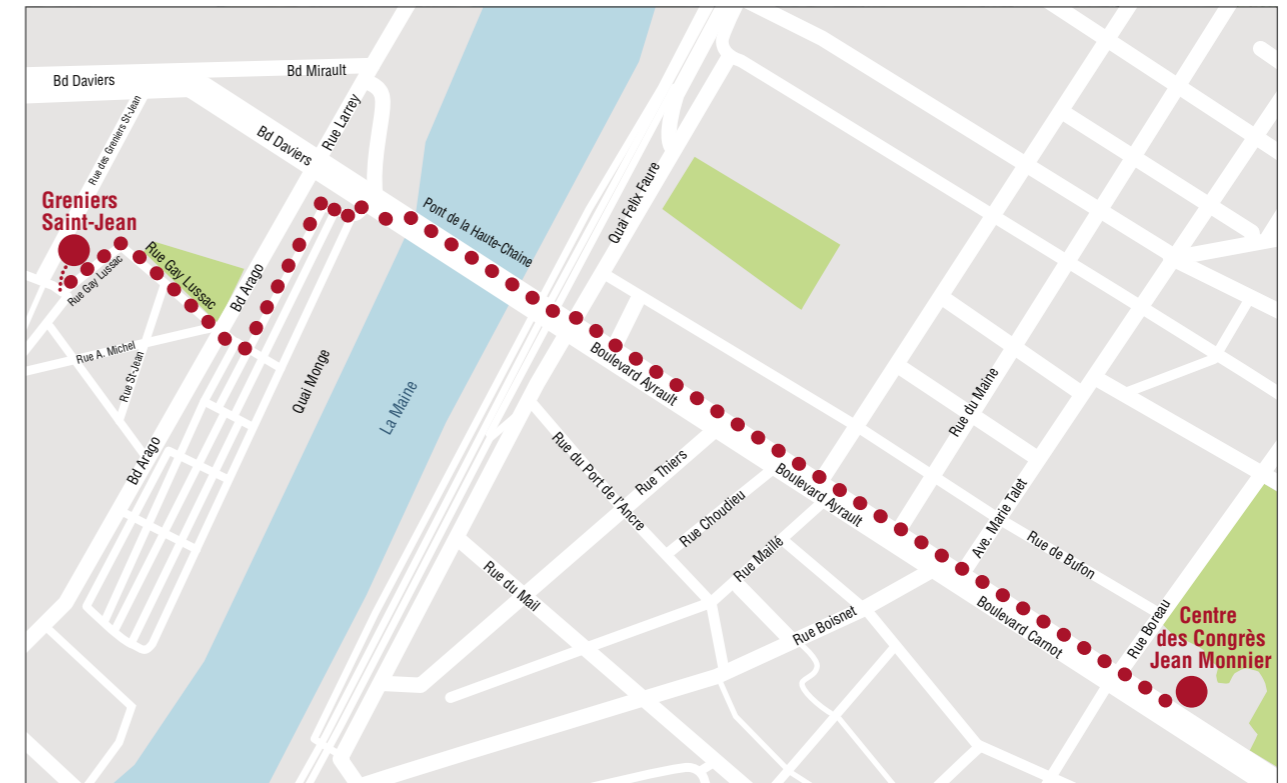 Bd Daviers
Bd Mirault
Rue des Greniers St-Jean
Bd Daviers
Rue Larrey
Greniers
Saint-Jean
Rue Gay Lussac
Rue Gay Lussac
Bd Arago
Pont de la Haute-Chaine
Quai Felix Faure
Rue A. Michel
Rue St-Jean
Quai Monge
La Maine
Bd Arago
Boulevard Ayrault
Rue du Maine
Rue du Port de l'Ancre
Rue Thiers
Rue Choudieu
Boulevard Ayrault
Rue Maillé
Ave. Marie Talet
Rue de Bufon
Rue du Mail
Rue Boisnet
Boulevard Carnot
Rue Boreau
Centre
des Congrès
Jean Monnier